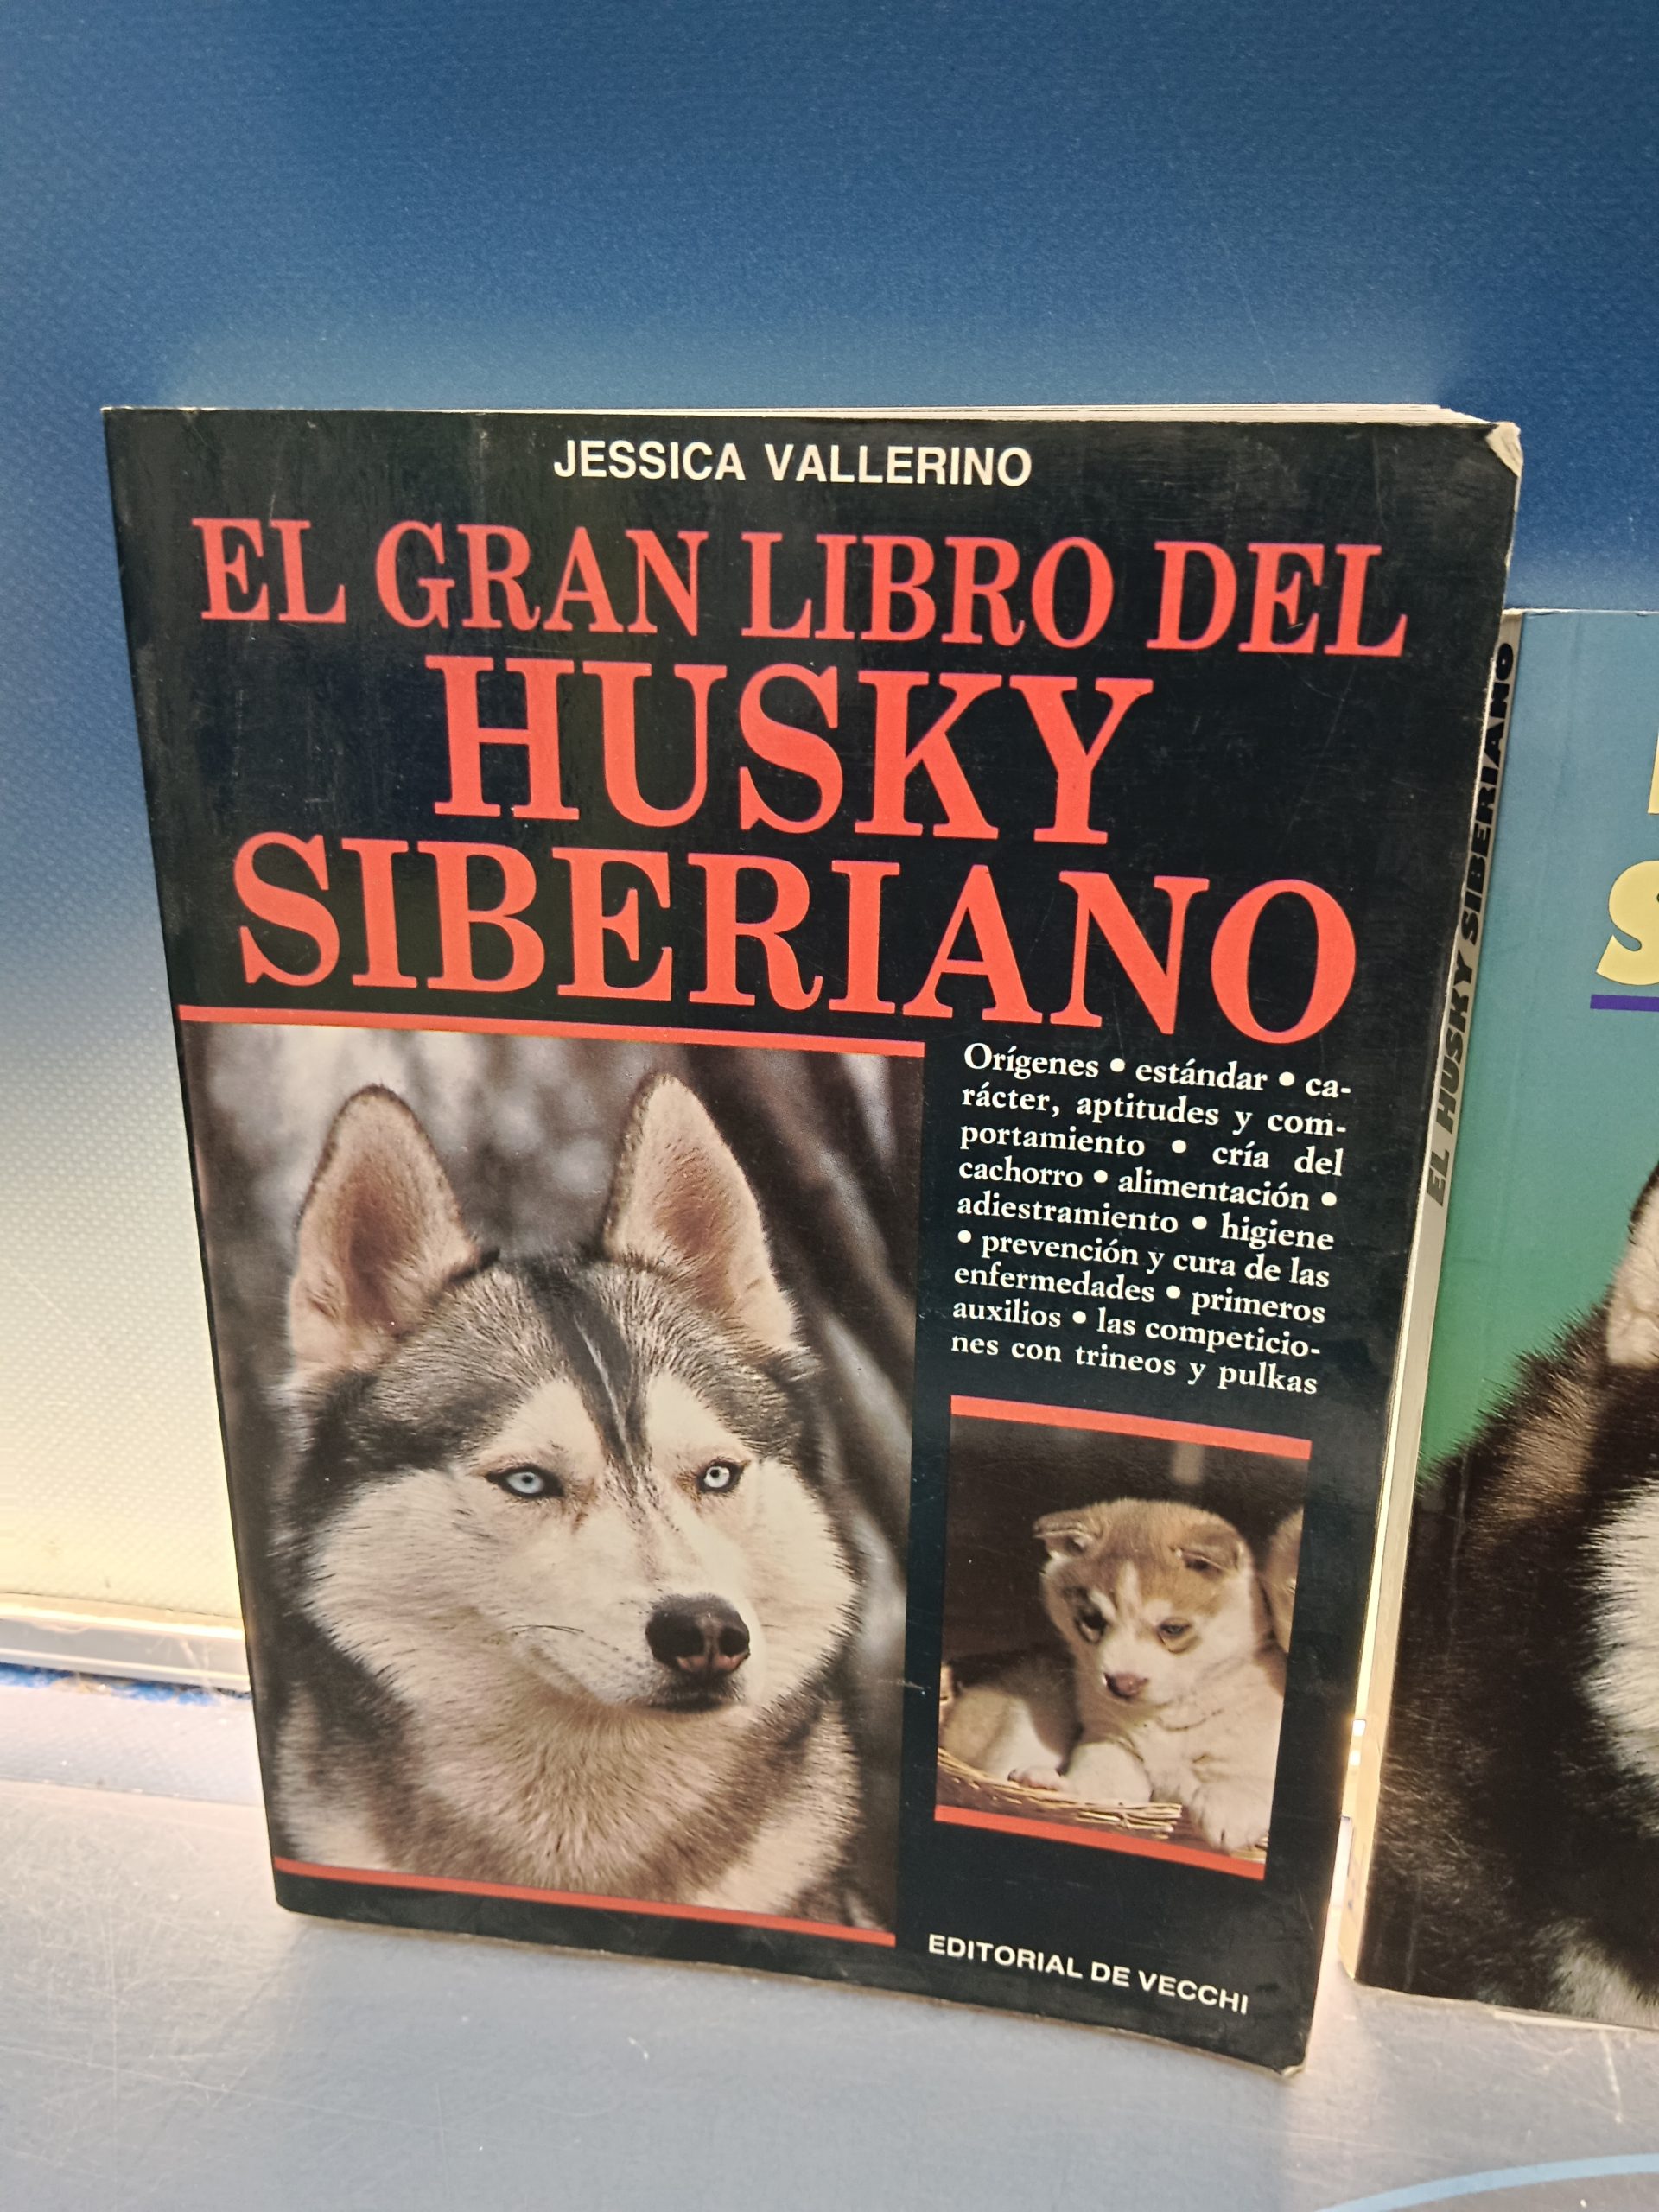 JESSICA VALLERINO
EL GRAN LIBRO DEL
HUSKY
SIBERIANO
Orígenes • estándar • ca-
rácter, aptitudes y com-
portamiento • cría del
cachorro • alimentación •
adiestramiento • higiene
• prevención y cura de las
enfermedades • primeros
auxilios • las competicio-
nes con trineos y pulkas
EDITORIAL DE VECCHI
EL HUSKY SIBERIANO